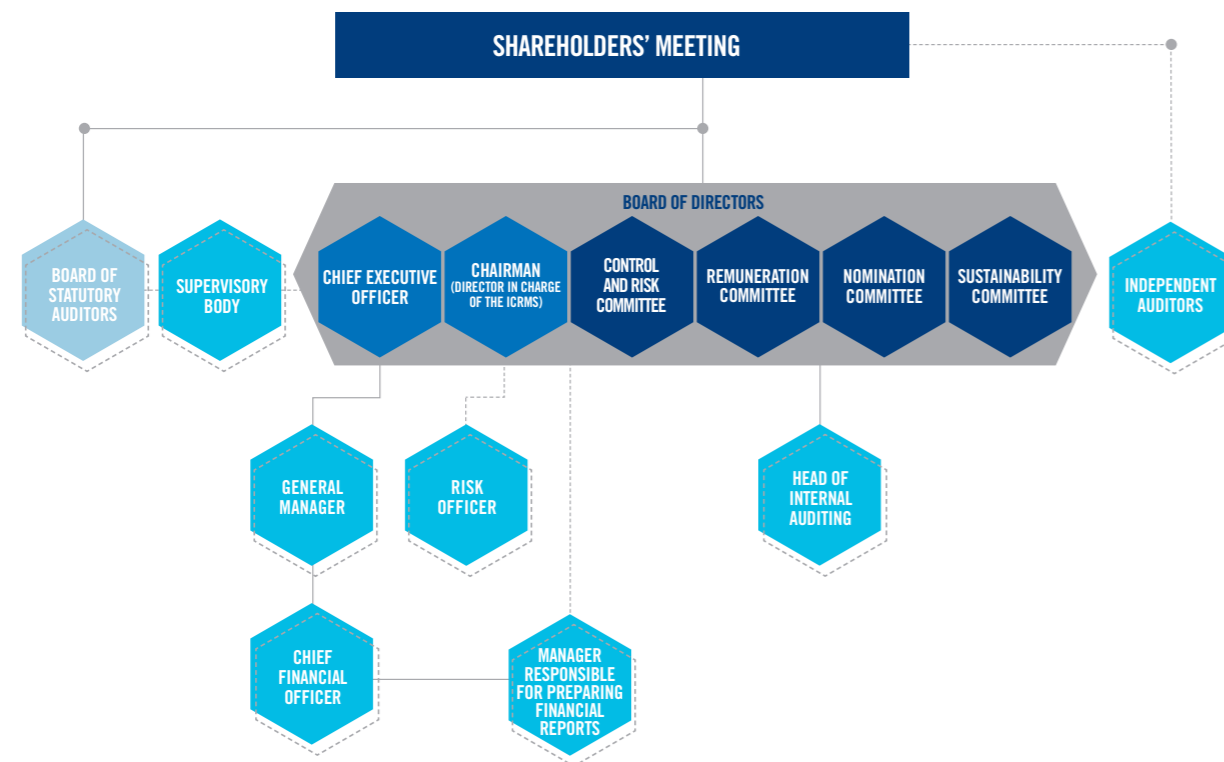 SHAREHOLDERS’ MEETING
BOARD OF DIRECTORS
BOARD OF
STATUTORY
AUDITORS
SUPERVISORY
BODY
CHIEF EXECUTIVE
OFFICER
CHAIRMAN
(DIRECTOR IN CHARGE
OF THE ICRMS)
CONTROL
AND RISK
COMMITTEE
REMUNERATION
COMMITTEE
NOMINATION
COMMITTEE
SUSTAINABILITY
COMMITTEE
INDEPENDENT
AUDITORS
GENERAL
MANAGER
RISK
OFFICER
HEAD OF
INTERNAL
AUDITING
CHIEF
FINANCIAL
OFFICER
MANAGER
RESPONSIBLE
FOR PREPARING
FINANCIAL
REPORTS